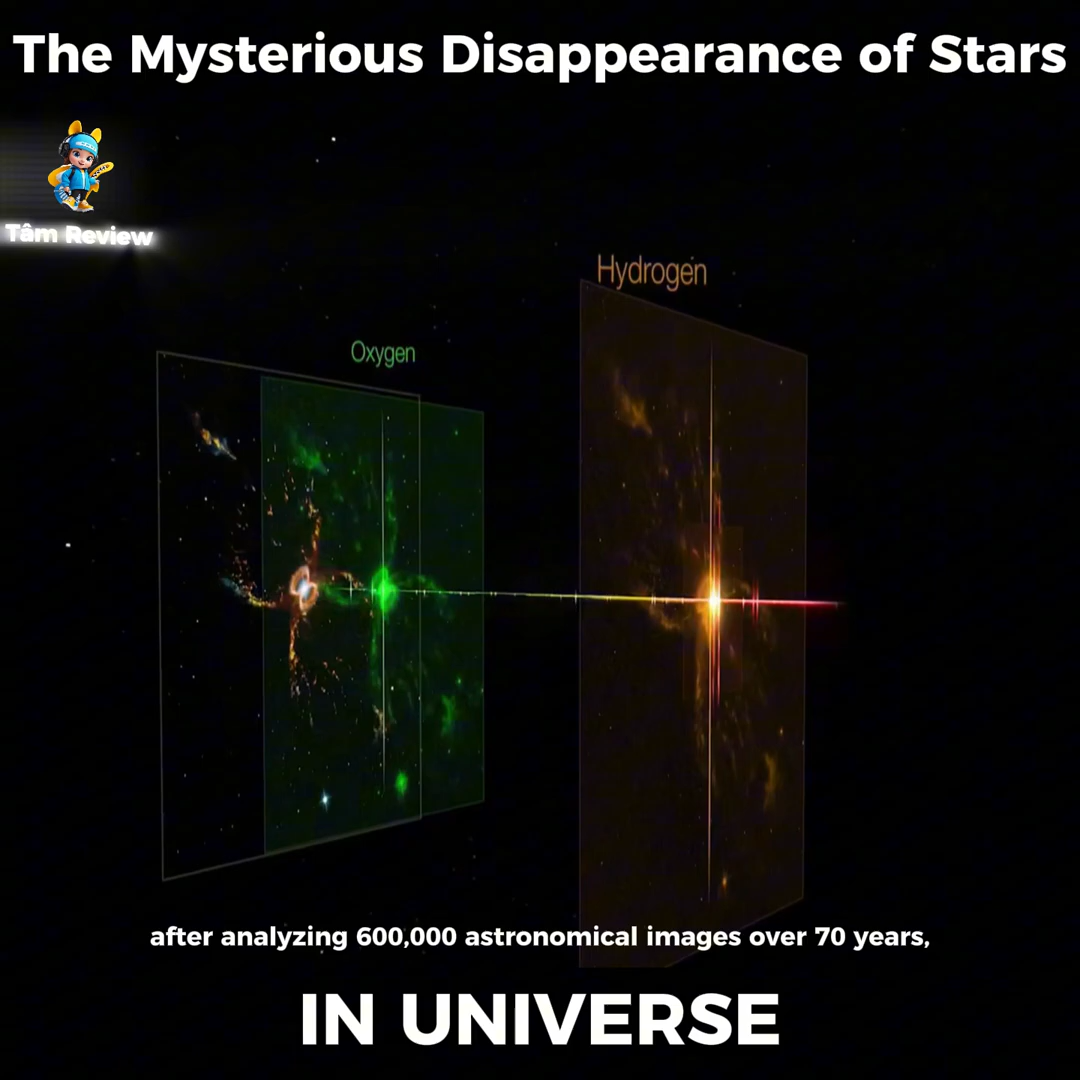 The Mysterious Disappearance of Stars
Tâm Review
Hydrogen
Oxygen
after analyzing 600,000 astronomical images over 70 years,
IN UNIVERSE